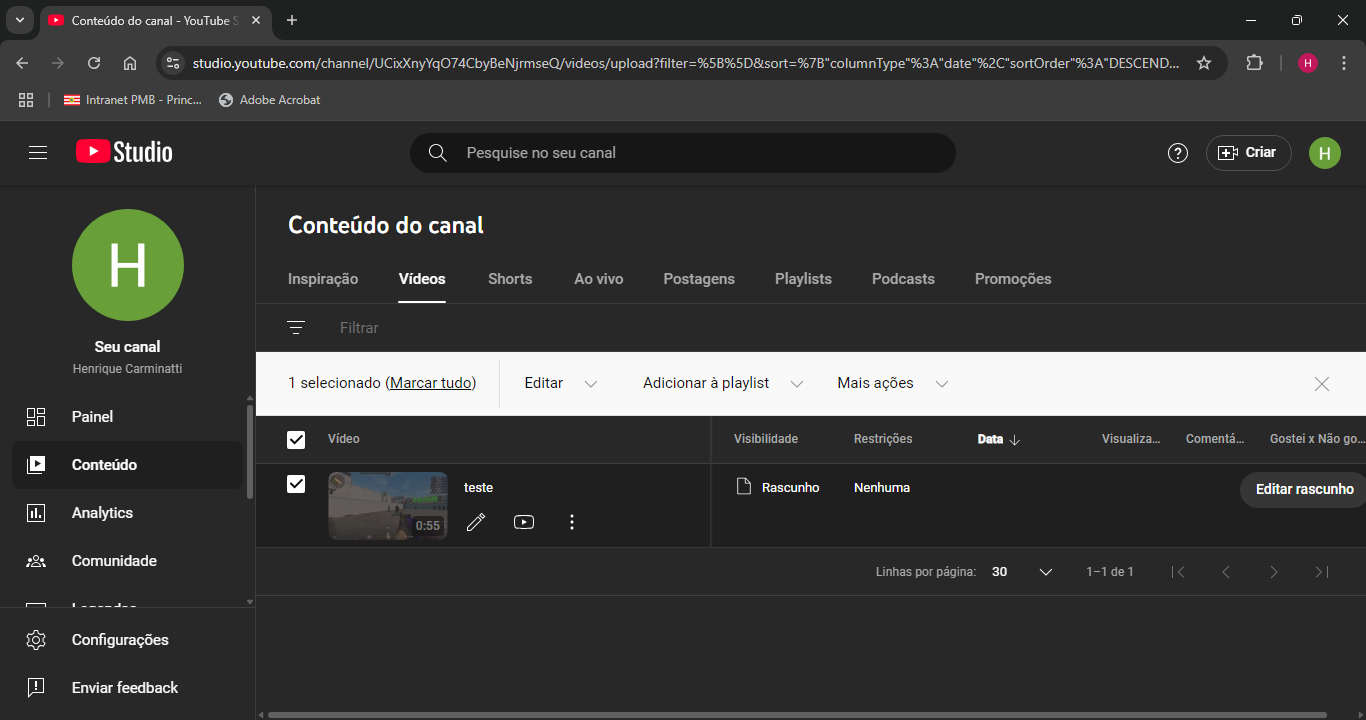 Conteúdo do canal - YouTube S
studio.youtube.com/channel/UCixXnyYqO74CbyBeNjrmseQ/videos/upload?filter=%5B%5D&sort=%7B"columnType"%3A"date"%2C"sortOrder"%3A"DESCEND...
H
Intranet PMB - Princ...
Adobe Acrobat
Studio
Pesquise no seu canal
Criar
H
H
Seu canal
Henrique Carminatti
Painel
Conteúdo
Analytics
Comunidade
Legendas
Configurações
Enviar feedback
Conteúdo do canal
Inspiração Vídeos Shorts Ao vivo Postagens Playlists Podcasts Promoções
Filtrar
1 selecionado (Marcar tudo) Editar Adicionar à playlist Mais ações
Vídeo Visibilidade Restrições Data Visualiza... Comentá... Gostei x Não go...
teste Rascunho Nenhuma Editar rascunho
0:55
Linhas por página: 30 1–1 de 1